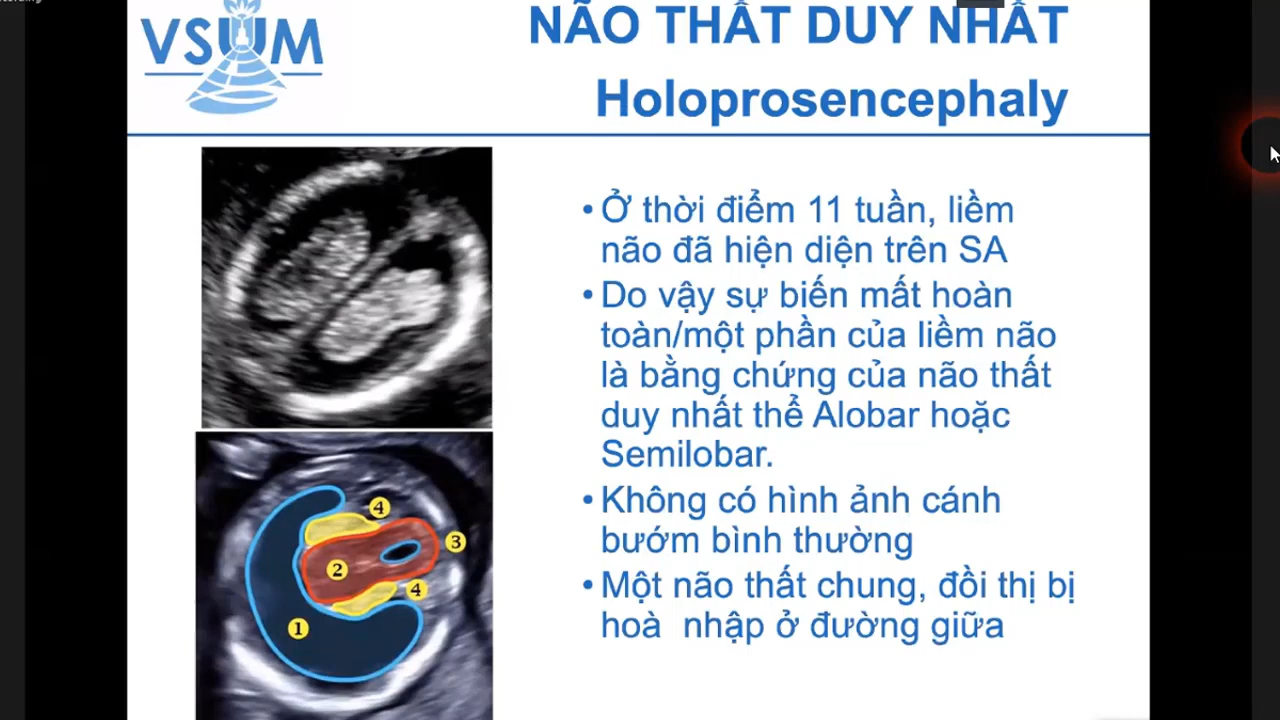 VSUM
NÃO THẤT DUY NHẤT
Holoprosencephaly
• Ở thời điểm 11 tuần, liềm
não đã hiện diện trên SA
• Do vậy sự biến mất hoàn
toàn/một phần của liềm não
là bằng chứng của não thất
duy nhất thể Alobar hoặc
Semilobar.
• Không có hình ảnh cánh
bướm bình thường
• Một não thất chung, đồi thị bị
hoà nhập ở đường giữa
4
3
2
4
1